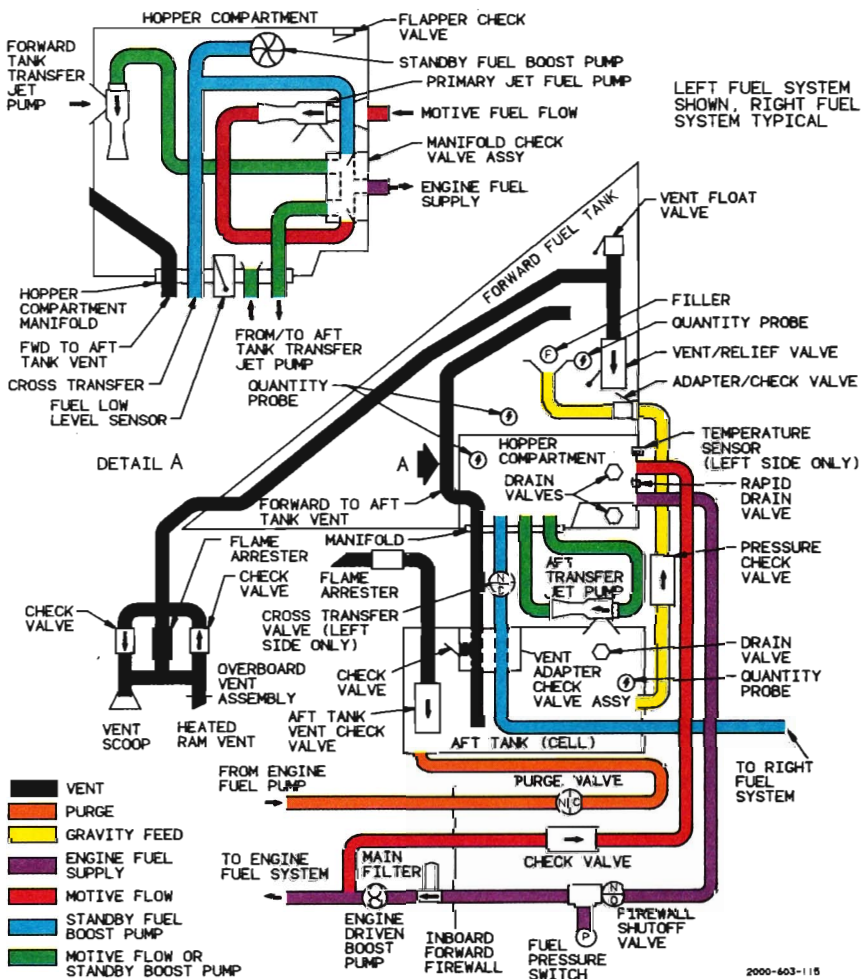 HOPPER COMPARTMENT
FLAPPER CHECK
VALVE
FORWARD
TANK
TRANSFER
JET
PUMP
STANDBY FUEL BOOST PUMP
PRIMARY JET FUEL PUMP
MOTIVE FUEL FLOW
MANIFOLD CHECK
VALVE ASSY
ENGINE FUEL
SUPPLY
LEFT FUEL SYSTEM
SHOWN, RIGHT FUEL
SYSTEM TYPICAL
HOPPER
COMPARTMENT
MANIFOLD
FWD TO AFT
TANK VENT
CROSS TRANSFER
FUEL LOW
LEVEL SENSOR
FROM/TO AFT
TANK TRANSFER
JET PUMP
DETAIL A
FORWARD FUEL TANK
VENT FLOAT
VALVE
FILLER
F
QUANTITY PROBE
VENT/RELIEF VALVE
ADAPTER/CHECK VALVE
QUANTITY
PROBE
A
HOPPER
COMPARTMENT
DRAIN
VALVES
TEMPERATURE
SENSOR
(LEFT SIDE ONLY)
RAPID
DRAIN
VALVE
FORWARD TO AFT
TANK VENT
MANIFOLD
FLAME
ARRESTER
CROSS TRANSFER
VALVE (LEFT
SIDE ONLY)
N
C
AFT
TRANSFER
JET PUMP
PRESSURE
CHECK
VALVE
FLAME
ARRESTER
CHECK
VALVE
CHECK
VALVE
OVERBOARD
VENT
ASSEMBLY
VENT
SCOOP
HEATED
RAM VENT
CHECK
VALVE
AFT TANK
VENT CHECK
VALVE
VENT
ADAPTER
CHECK
VALVE ASSY
DRAIN
VALVE
QUANTITY
PROBE
AFT TANK (CELL)
TO RIGHT
FUEL
SYSTEM
FROM ENGINE
FUEL PUMP
PURGE VALVE
N C
CHECK VALVE
TO ENGINE
FUEL SYSTEM
MAIN
FILTER
ENGINE
DRIVEN
BOOST
PUMP
INBOARD
FORWARD
FIREWALL
P
FUEL
PRESSURE
SWITCH
N
O
FIREWALL
SHUTOFF
VALVE
VENT
PURGE
GRAVITY FEED
ENGINE FUEL
SUPPLY
MOTIVE FLOW
STANDBY FUEL
BOOST PUMP
MOTIVE FLOW OR
STANDBY BOOST PUMP
2000-603-115